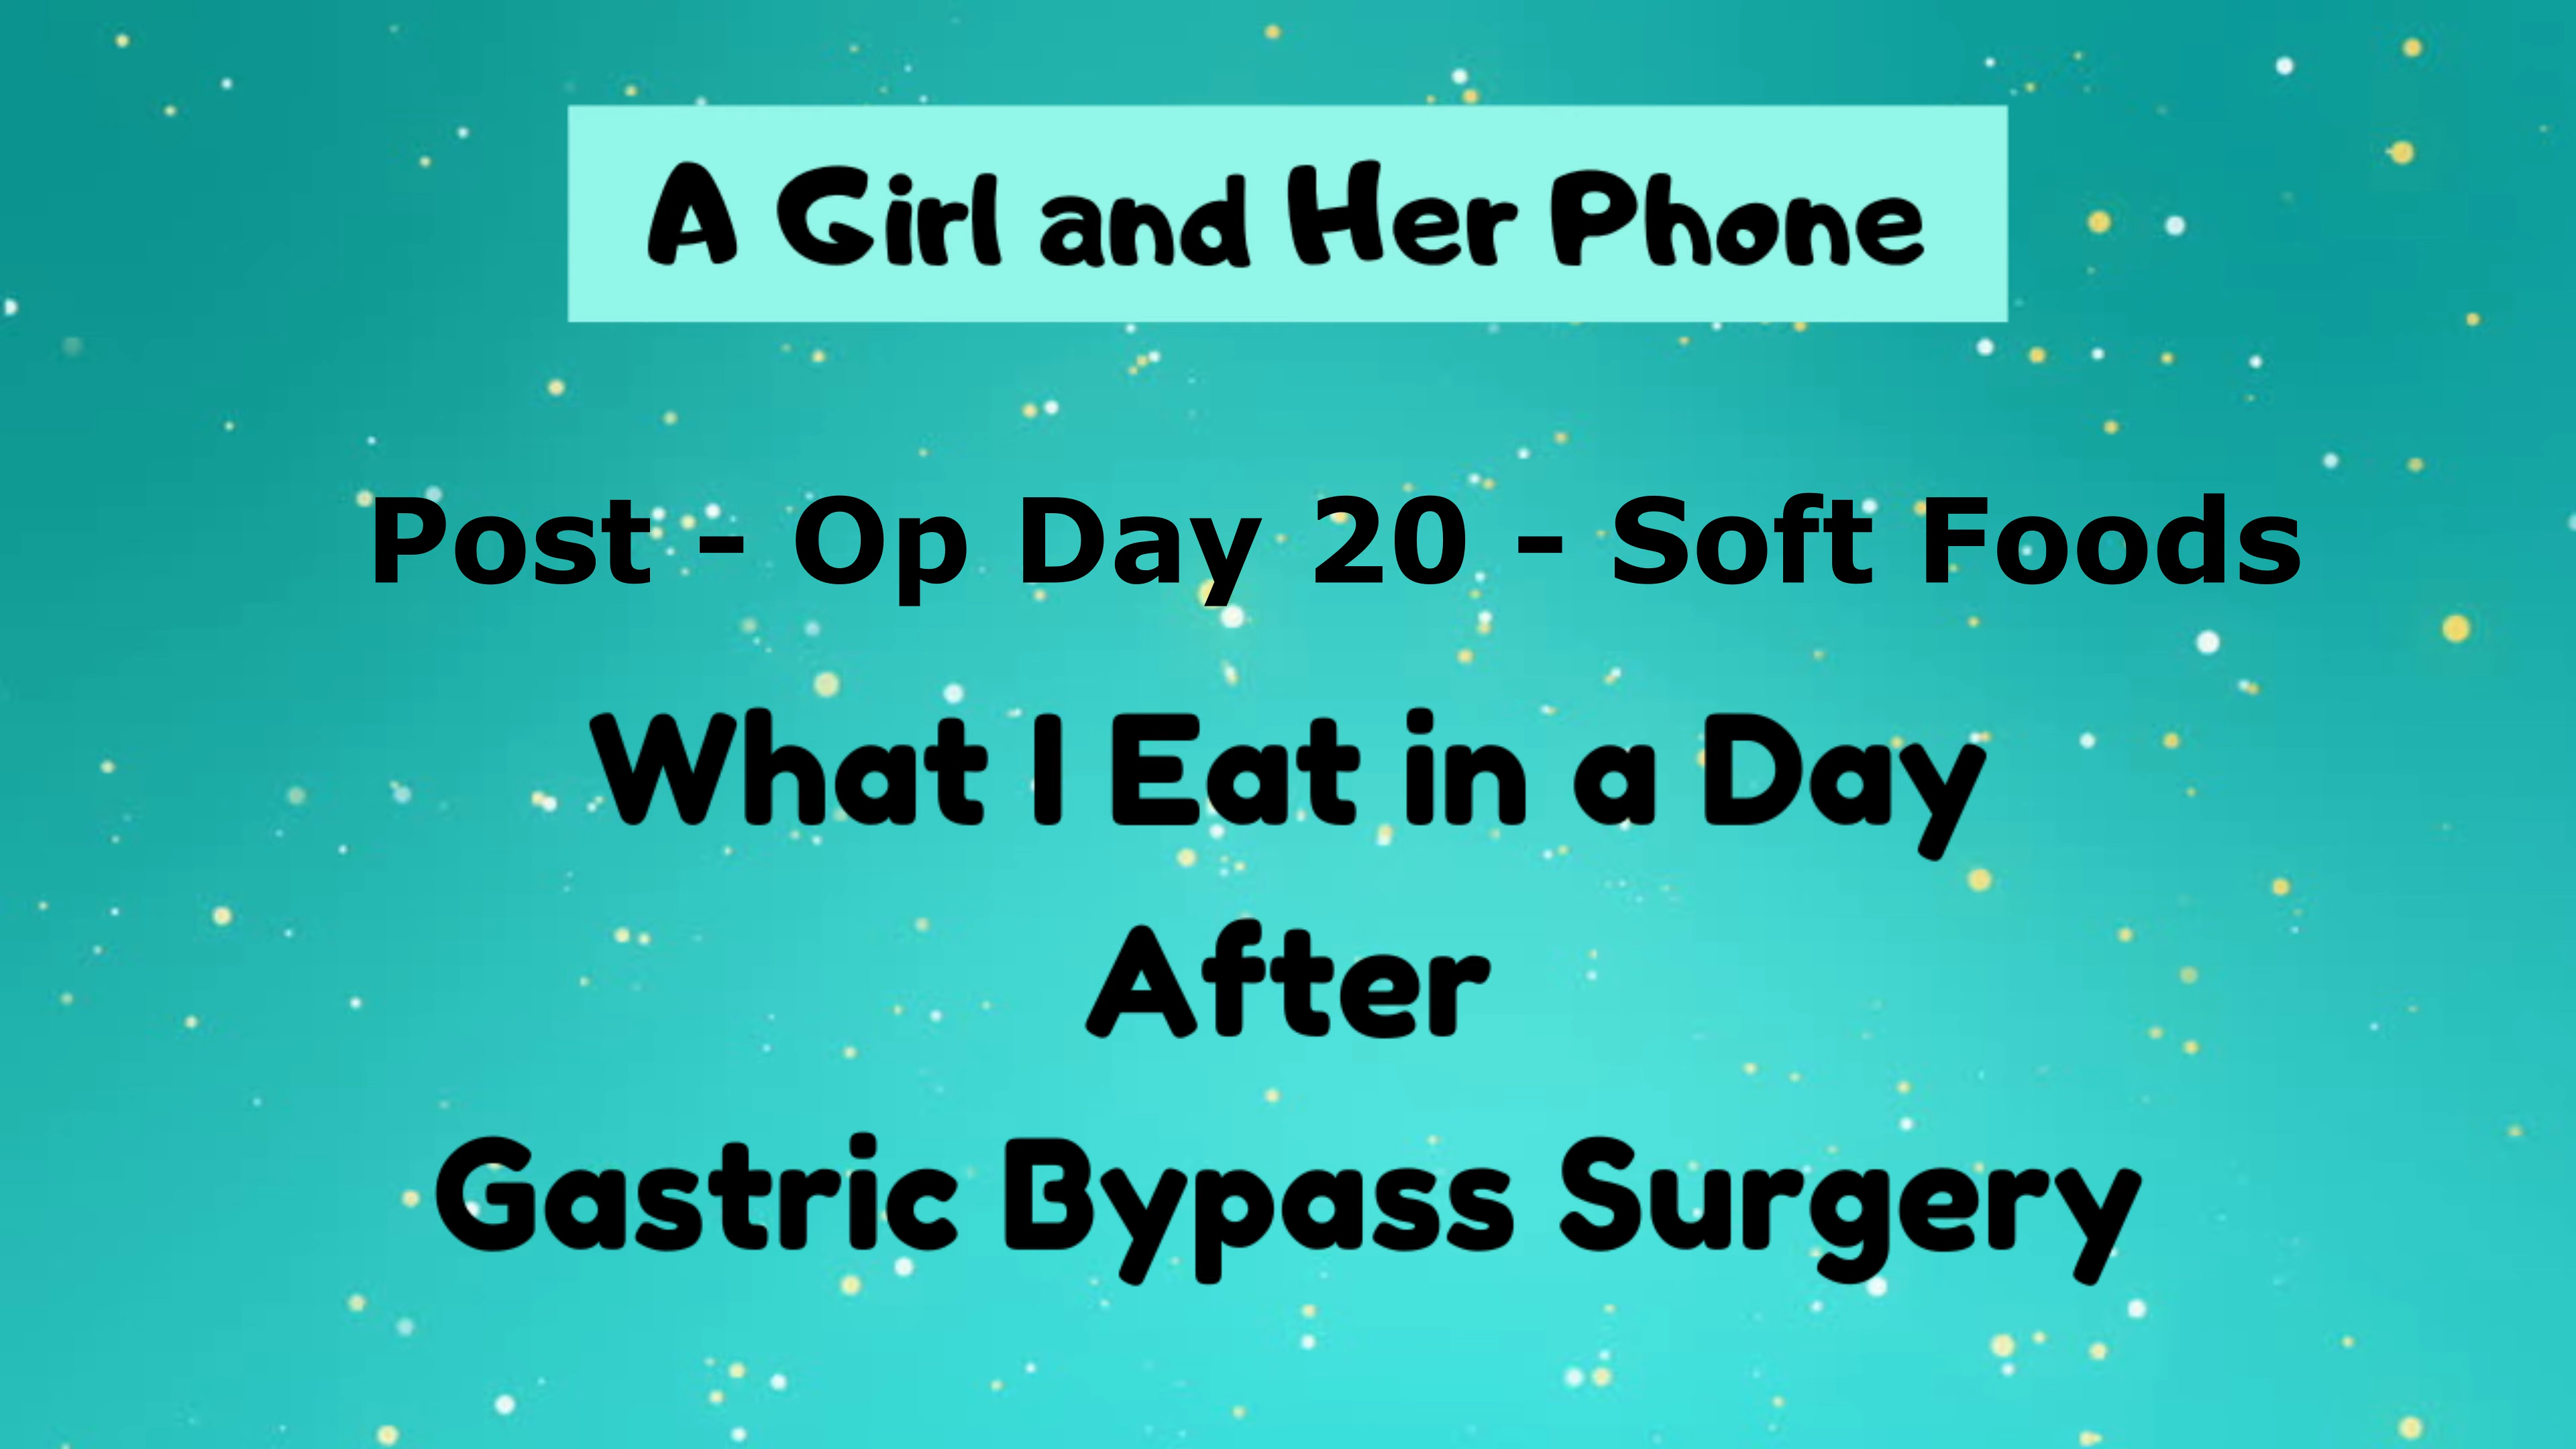 A Girl and Her Phone
Post - Op Day 20 - Soft Foods
What I Eat in a Day
After
Gastric Bypass Surgery